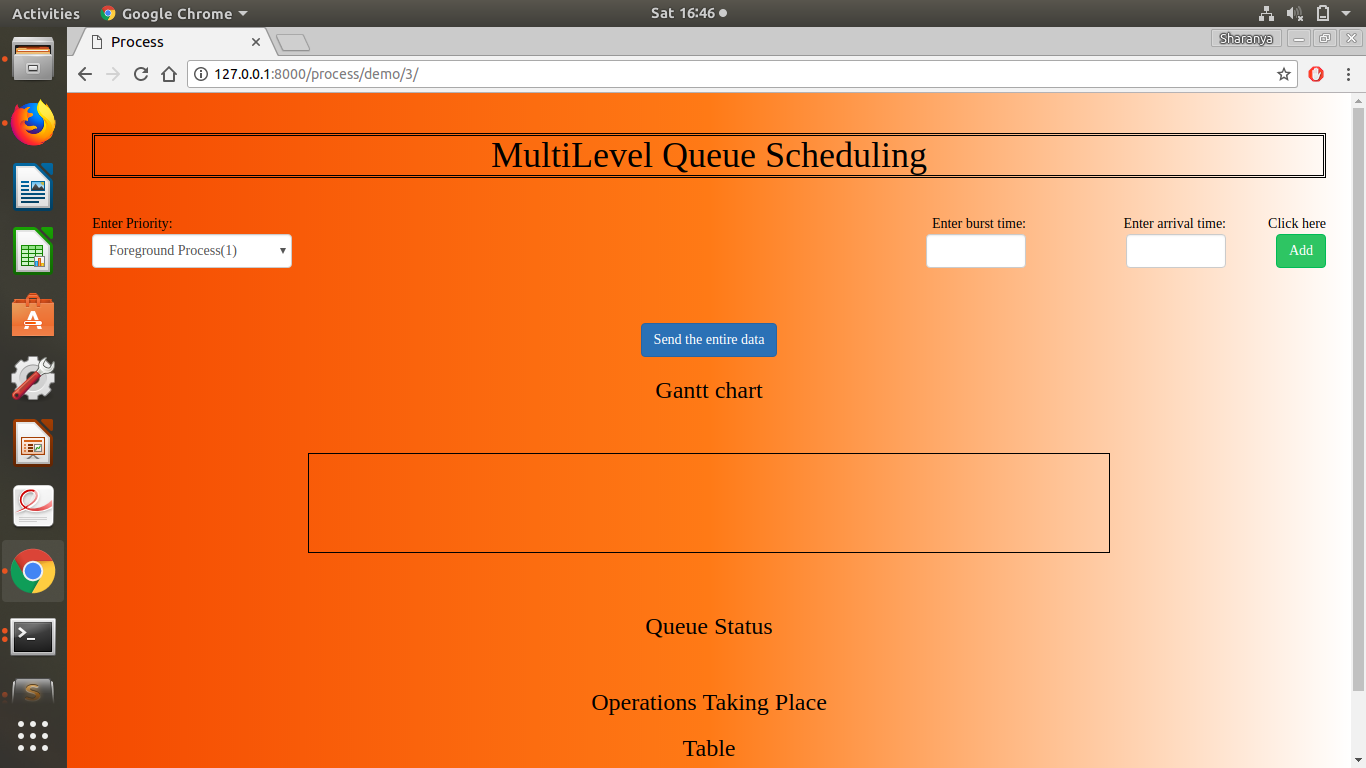 Activities Google Chrome Sat 16:46
Process Sharanya
127.0.0.1:8000/process/demo/3/
MultiLevel Queue Scheduling
Enter Priority: Enter burst time: Enter arrival time: Click here
Foreground Process(1) Add
Send the entire data
Gantt chart
Queue Status
Operations Taking Place
Table